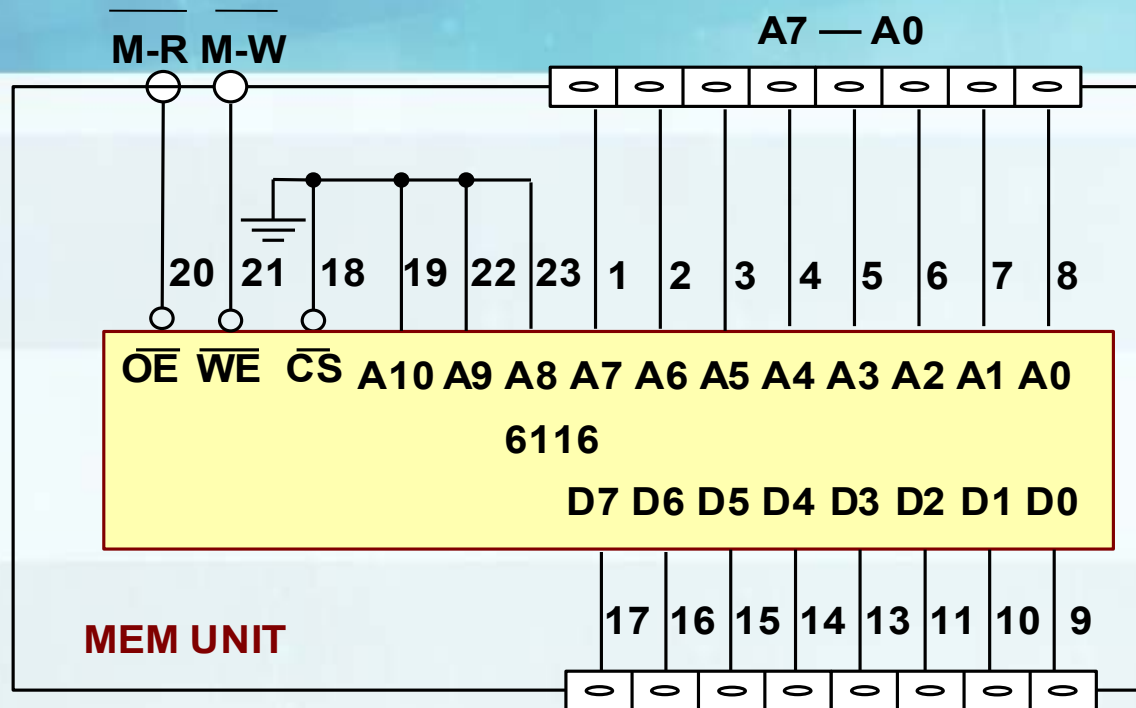 M-R M-W A7 — A0
20 21 18 19 22 23 1 2 3 4 5 6 7 8
OE WE CS A10 A9 A8 A7 A6 A5 A4 A3 A2 A1 A0
6116
D7 D6 D5 D4 D3 D2 D1 D0
17 16 15 14 13 11 10 9
MEM UNIT